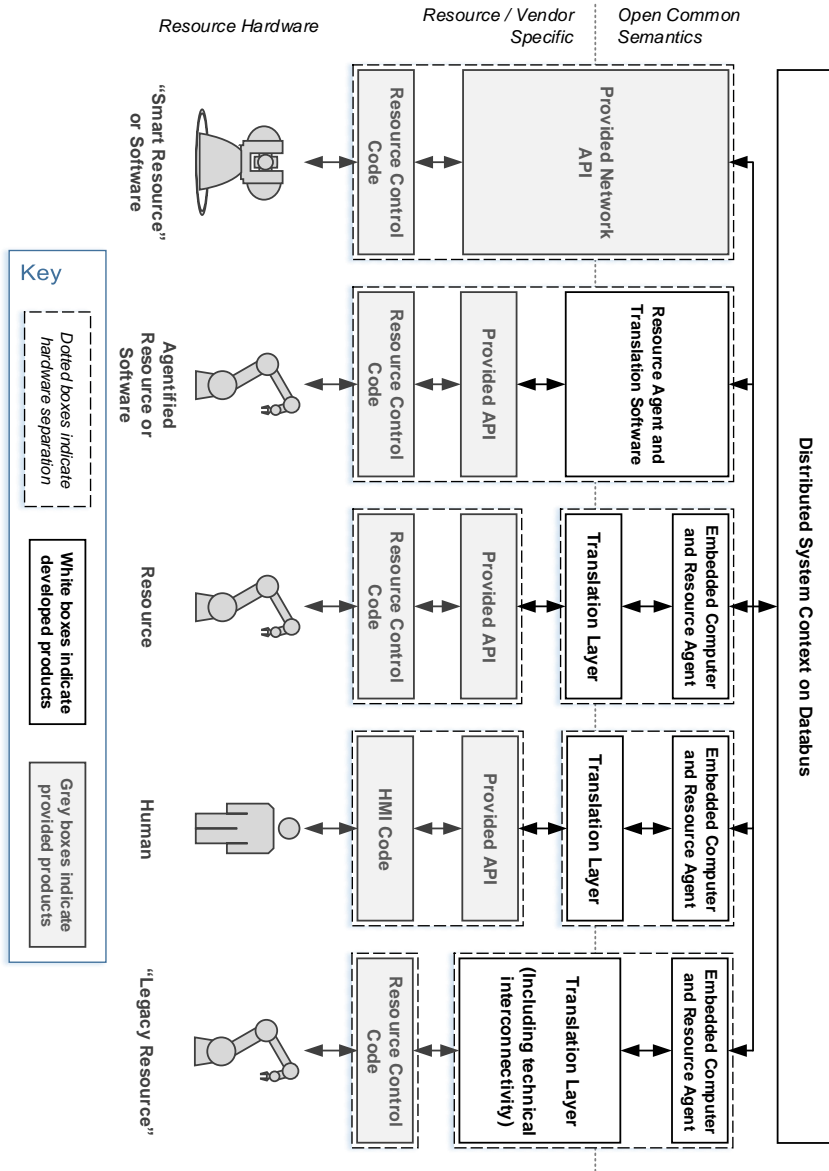 Distributed System Context on Databus
Open Common
Semantics
Resource / Vendor
Specific
Resource Hardware
Provided Network
API
Resource Control
Code
“Smart Resource”
or Software
Resource Agent and
Translation Software
Provided API
Resource Control
Code
Agentified
Resource or
Software
Embedded Computer
and Resource Agent
Translation Layer
Provided API
Resource Control
Code
Resource
Embedded Computer
and Resource Agent
Translation Layer
Provided API
HMI Code
Human
Embedded Computer
and Resource Agent
Translation Layer
(Including technical
interconnectivity)
Resource Control
Code
“Legacy Resource”
Key
Dotted boxes indicate
hardware separation
White boxes indicate
developed products
Grey boxes indicate
provided products